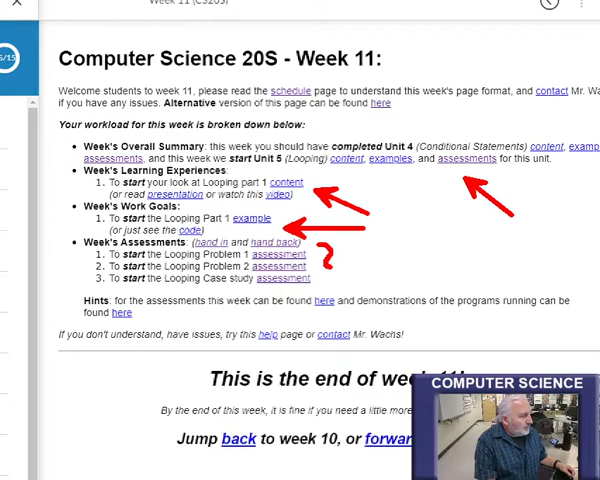 Week 11 (CS20S)
5/15
Computer Science 20S - Week 11:
Welcome students to week 11, please read the schedule page to understand this week's page format, and contact Mr. Wachs
if you have any issues. Alternative version of this page can be found here
Your workload for this week is broken down below:
• Week's Overall Summary: this week you should have completed Unit 4 (Conditional Statements) content,
assessments, and this week we start Unit 5 (Looping) content, examples, and assessments for this unit.
• Week's Learning Experiences:
1. To start your look at Looping part 1 content
(or read presentation or watch this video)
• Week's Work Goals:
1. To start the Looping Part 1 example
(or just see the code)
• Week's Assessments: (hand in and hand back)
1. To start the Looping Problem 1 assessment
2. To start the Looping Problem 2 assessment
3. To start the Looping Case study assessment
?
Hints: for the assessments this week can be found here and demonstrations of the programs running can be
found here
If you don't understand, have issues, try this help page or contact Mr. Wachs!
This is the end of week 11!
By the end of this week, it is fine if you need a little more
Jump back to week 10, or
COMPUTER SCIENCE